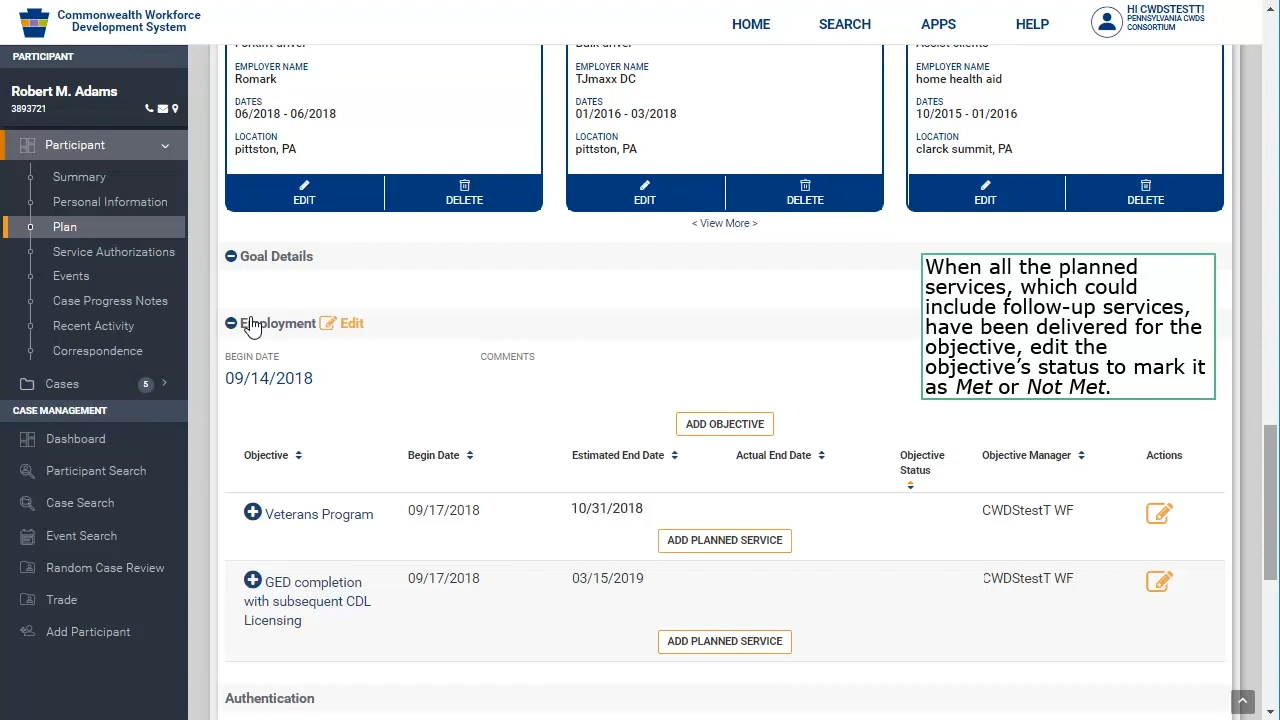 Commonwealth Workforce
Development System
HOME
SEARCH
APPS
HELP
HI CWDSTESTT!
PENNSYLVANIA CWDS
CONSORTIUM
PARTICIPANT
Robert M. Adams
3893721
Participant
Summary
Personal Information
Plan
Service Authorizations
Events
Case Progress Notes
Recent Activity
Correspondence
Cases 5
CASE MANAGEMENT
Dashboard
Participant Search
Case Search
Event Search
Random Case Review
Trade
Add Participant
Forklift driver
EMPLOYER NAME
Romark
DATES
06/2018 - 06/2018
LOCATION
pittston, PA
EDIT
DELETE
Bulk driver
EMPLOYER NAME
TJmaxx DC
DATES
01/2016 - 03/2018
LOCATION
pittston, PA
EDIT
DELETE
Assist clients
EMPLOYER NAME
home health aid
DATES
10/2015 - 01/2016
LOCATION
clarck summit, PA
EDIT
DELETE
< View More >
Goal Details
Employment Edit
BEGIN DATE
COMMENTS
09/14/2018
When all the planned
services, which could
include follow-up services,
have been delivered for the
objective, edit the
objective's status to mark it
as Met or Not Met.
ADD OBJECTIVE
Objective
Begin Date
Estimated End Date
Actual End Date
Objective
Status
Objective Manager
Actions
Veterans Program
09/17/2018
10/31/2018
CWDStestT WF
ADD PLANNED SERVICE
GED completion
with subsequent CDL
Licensing
09/17/2018
03/15/2019
CWDStestT WF
ADD PLANNED SERVICE
Authentication